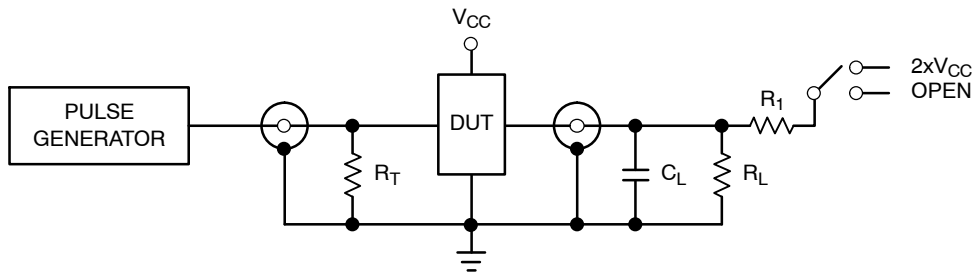 V_CC
PULSE
GENERATOR
DUT
R_T
C_L
R_L
R_1
2xV_CC
OPEN